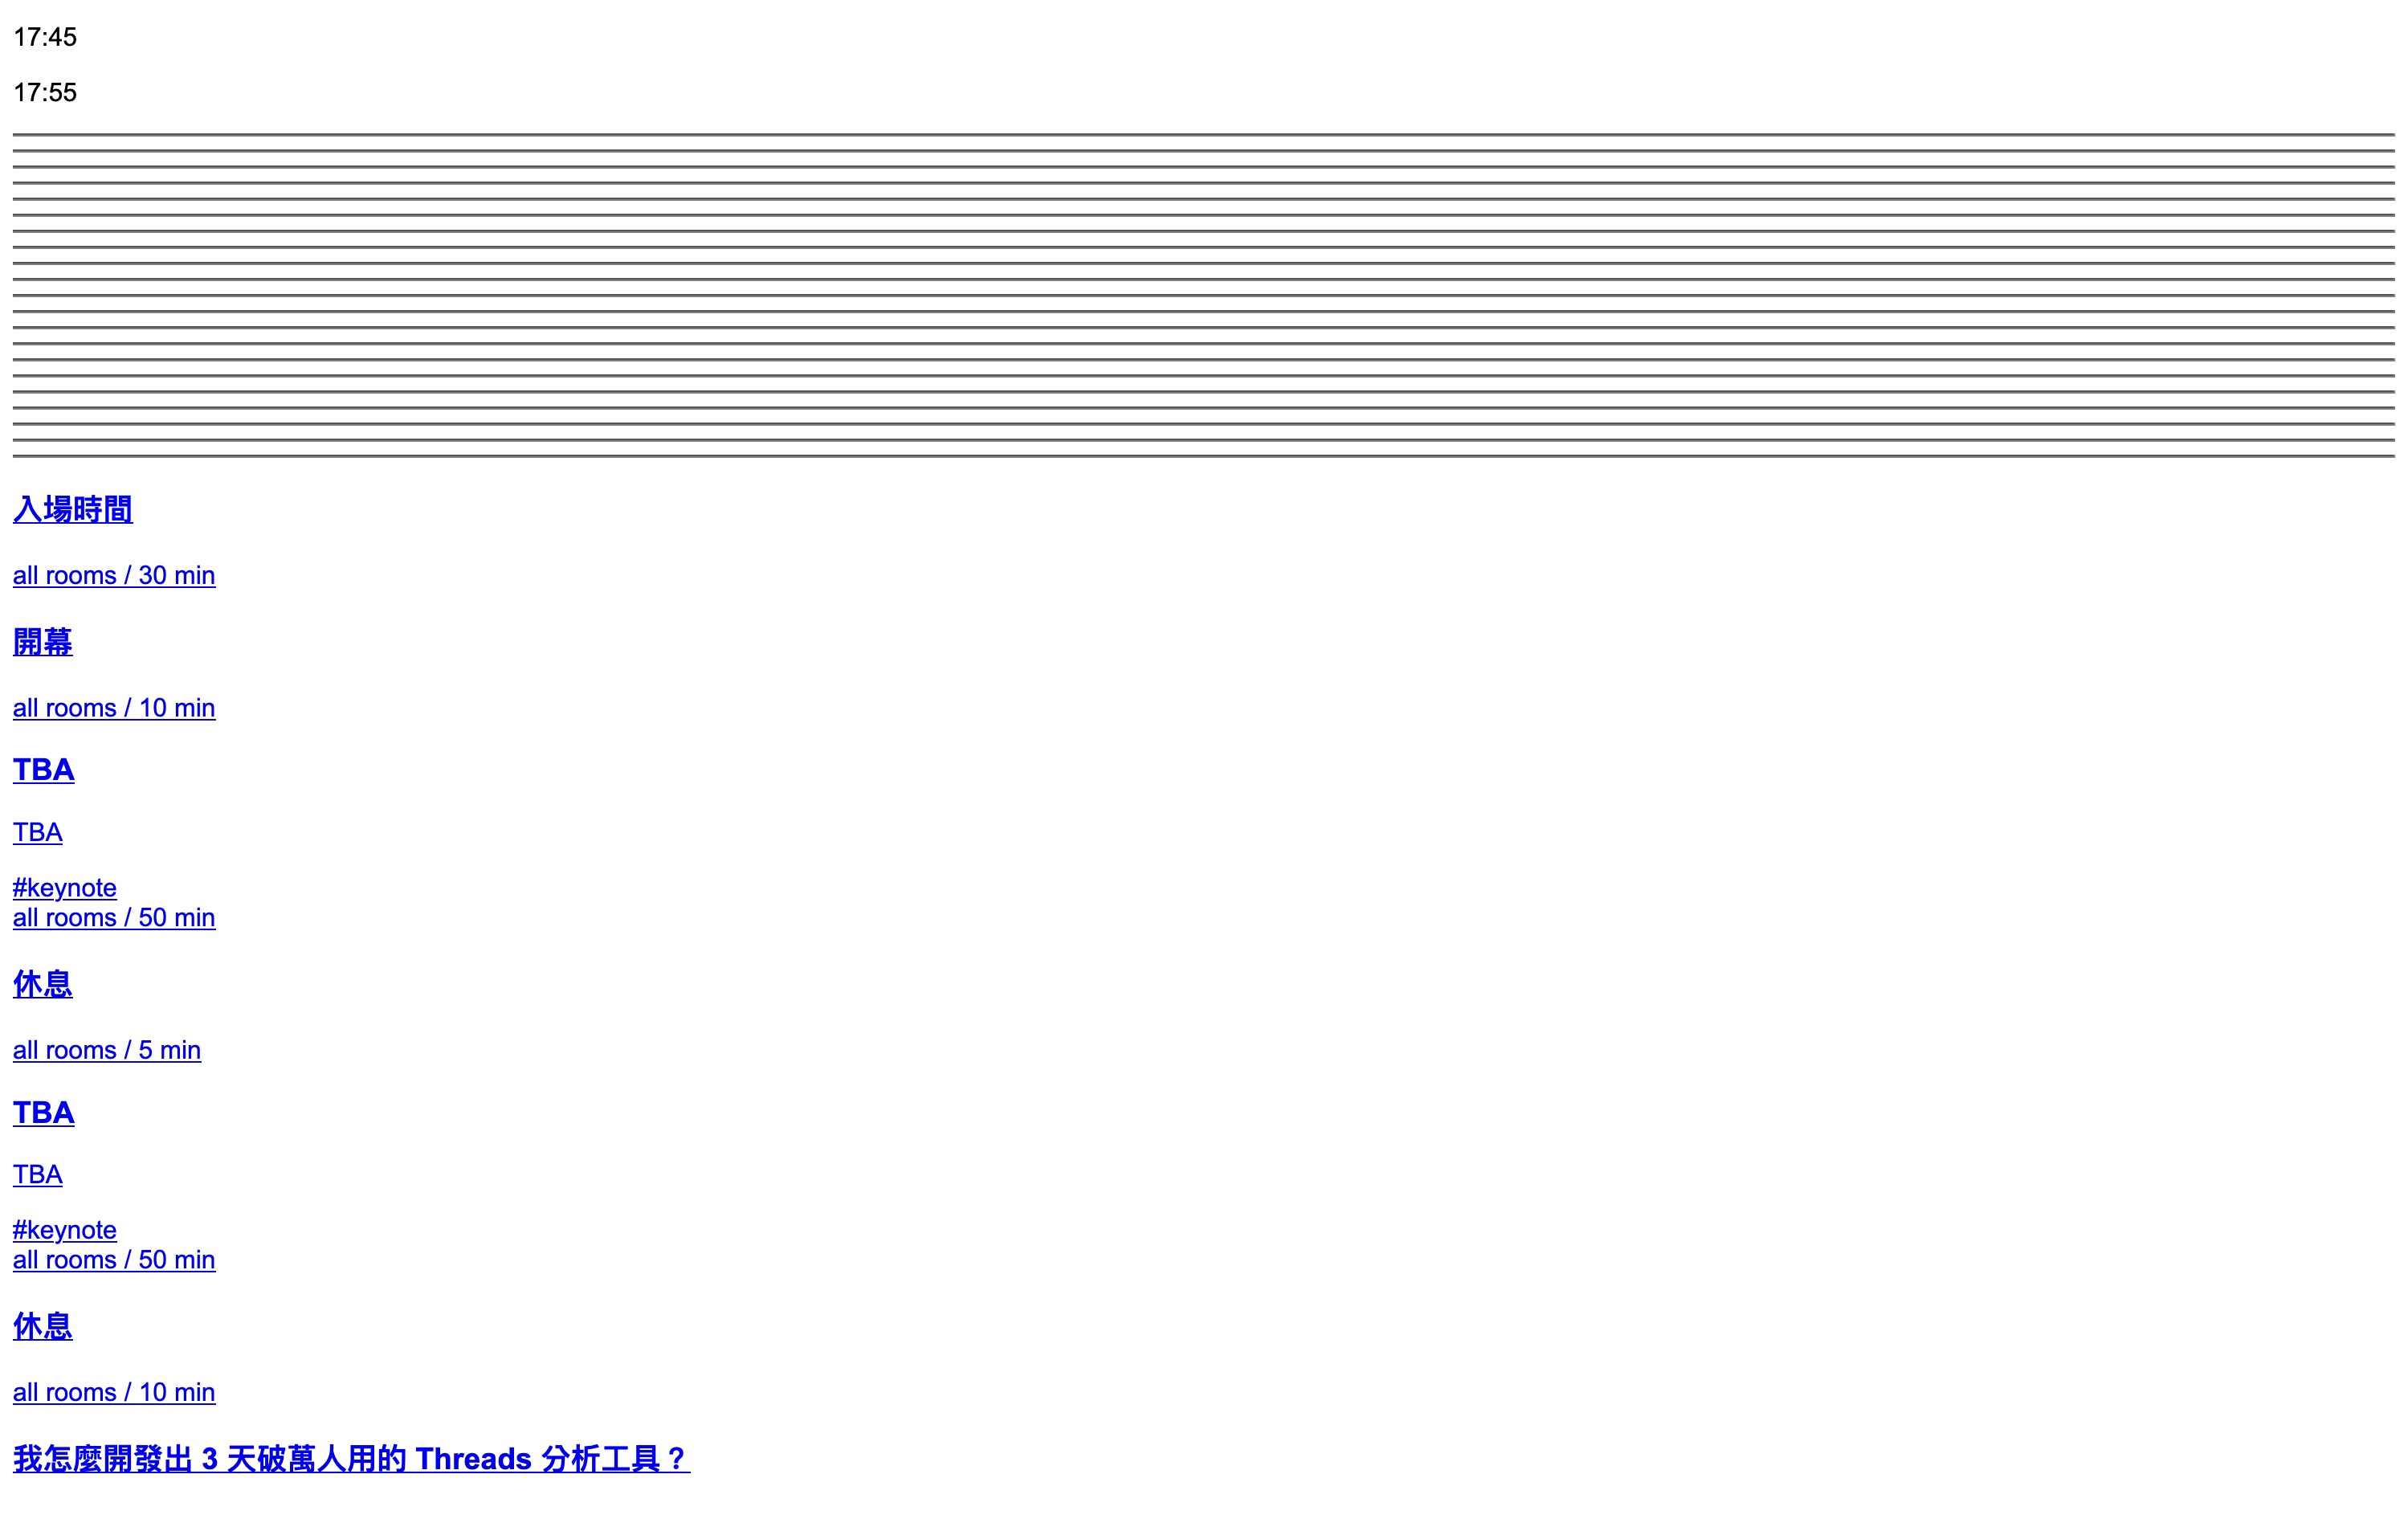 17:45
17:55
入場時間
all rooms / 30 min
開幕
all rooms / 10 min
TBA
TBA
#keynote
all rooms / 50 min
休息
all rooms / 5 min
TBA
TBA
#keynote
all rooms / 50 min
休息
all rooms / 10 min
我怎麼開發出 3 天破萬人用的 Threads 分析工具？